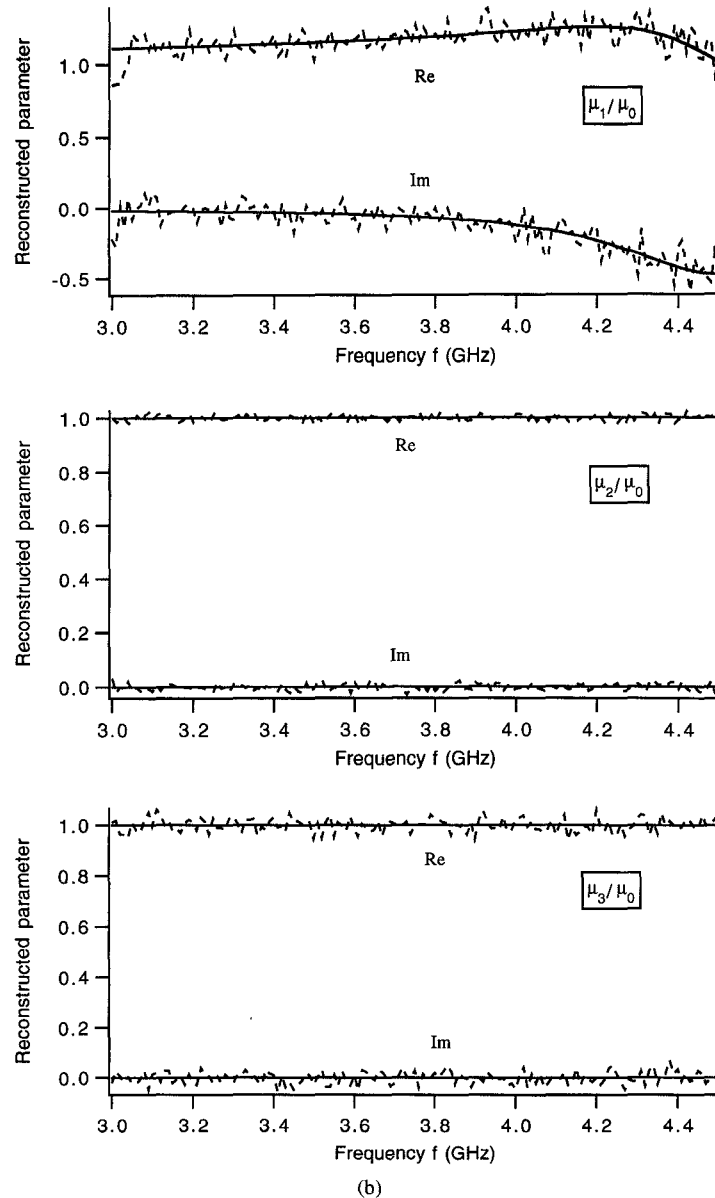 Reconstructed parameter
1.0
0.5
0.0
-0.5
Re
Im
μ1/μ0
3.0 3.2 3.4 3.6 3.8 4.0 4.2 4.4
Frequency f (GHz)
Reconstructed parameter
1.0
0.8
0.6
0.4
0.2
0.0
Re
Im
μ2/μ0
3.0 3.2 3.4 3.6 3.8 4.0 4.2 4.4
Frequency f (GHz)
Reconstructed parameter
1.0
0.8
0.6
0.4
0.2
0.0
Re
Im
μ3/μ0
3.0 3.2 3.4 3.6 3.8 4.0 4.2 4.4
Frequency f (GHz)
(b)